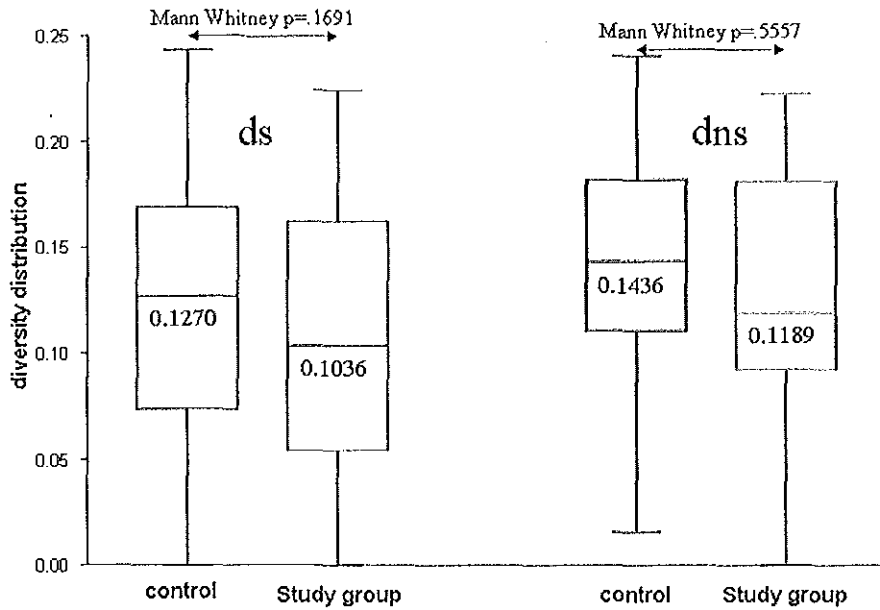 Mann Whitney p=.1691
Mann Whitney p=.5557
0.25
0.20
0.15
0.10
0.05
0.00
diversity distribution
ds
dns
0.1270
0.1036
0.1436
0.1189
control
Study group
control
Study group